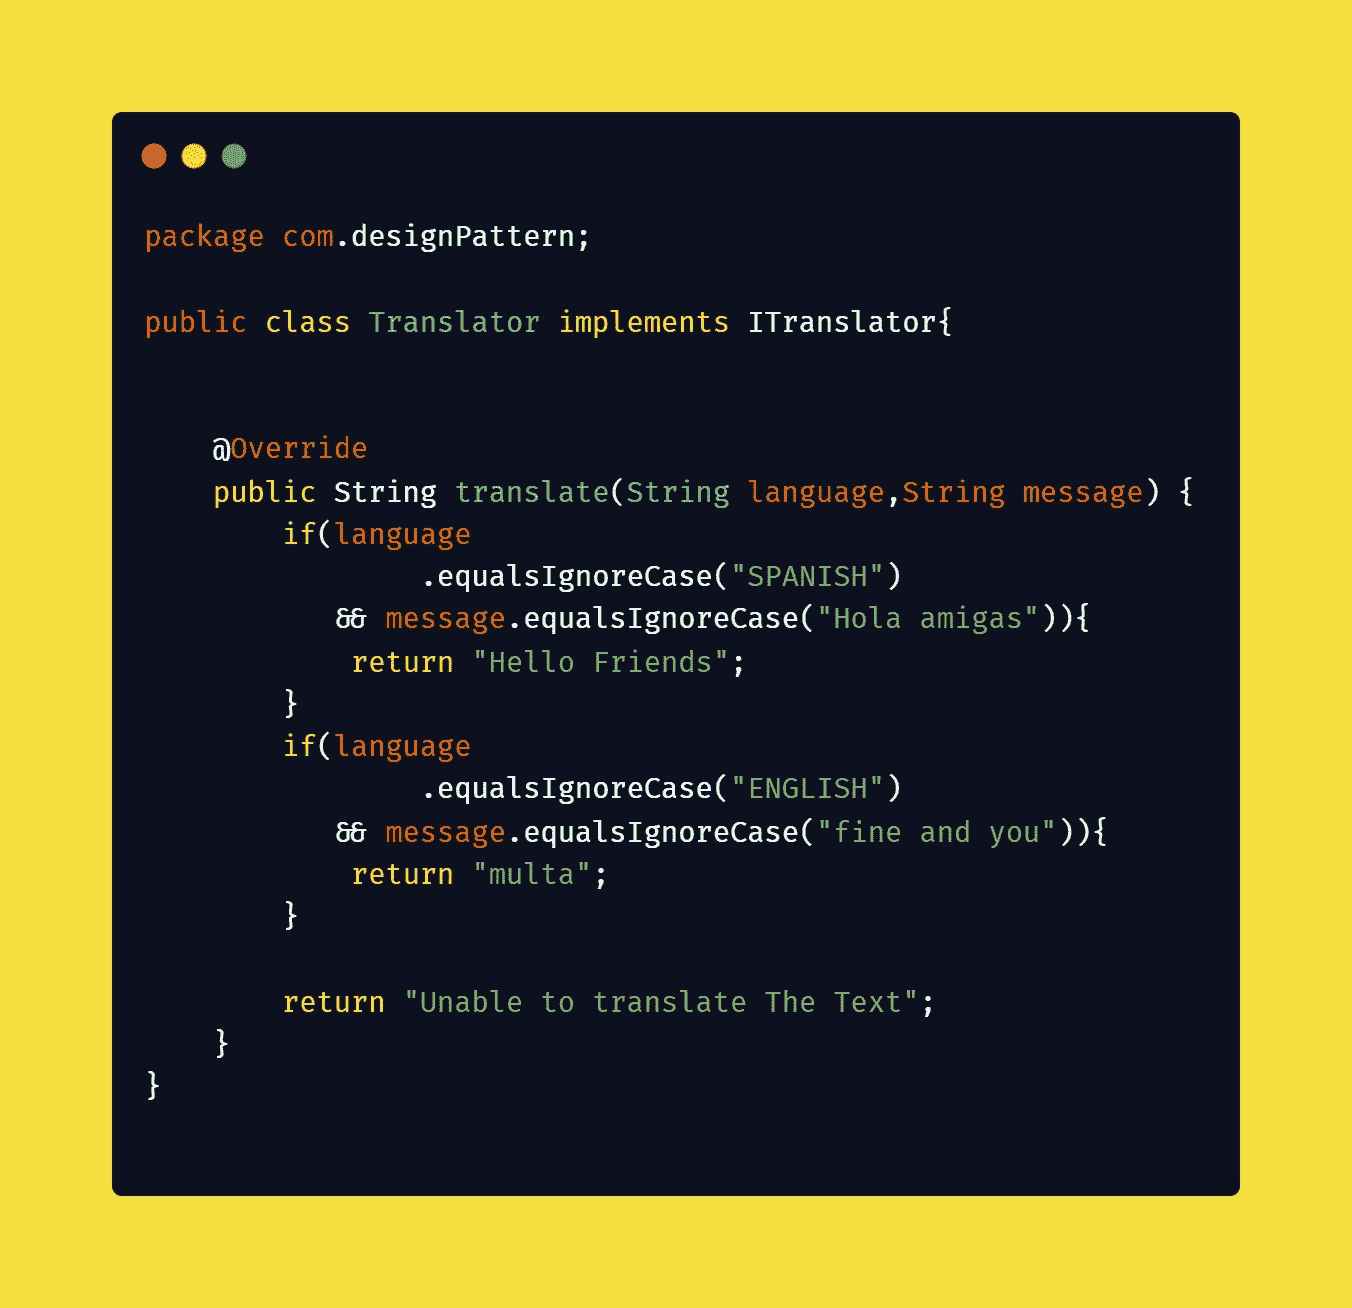 package com.designPattern;
public class Translator implements ITranslator{
@Override
public String translate(String language,String message) {
if(language
.equalsIgnoreCase("SPANISH")
&& message.equalsIgnoreCase("Hola amigas")){
return "Hello Friends";
}
if(language
.equalsIgnoreCase("ENGLISH")
&& message.equalsIgnoreCase("fine and you")){
return "multa";
}
return "Unable to translate The Text";
}
}